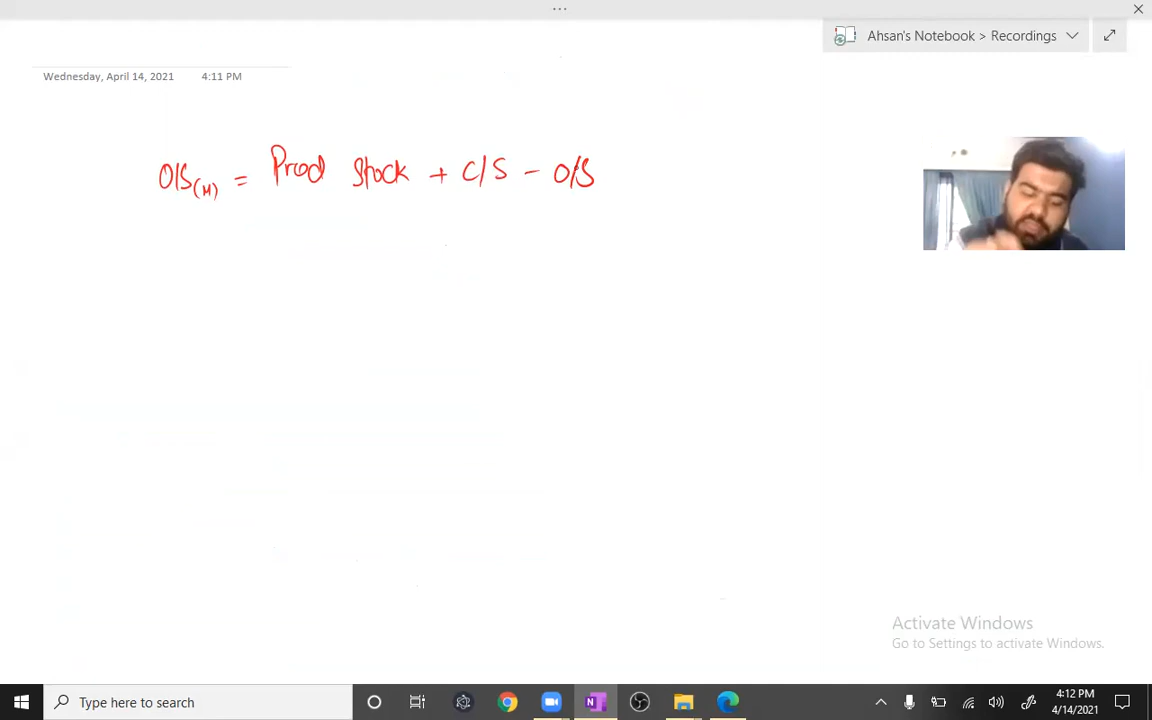 Ahsan's Notebook > Recordings
Wednesday, April 14, 2021 4:11 PM
O/S(M) = Prod Stock + C/S - O/S
Activate Windows
Go to Settings to activate Windows.
Type here to search
4:12 PM
4/14/2021